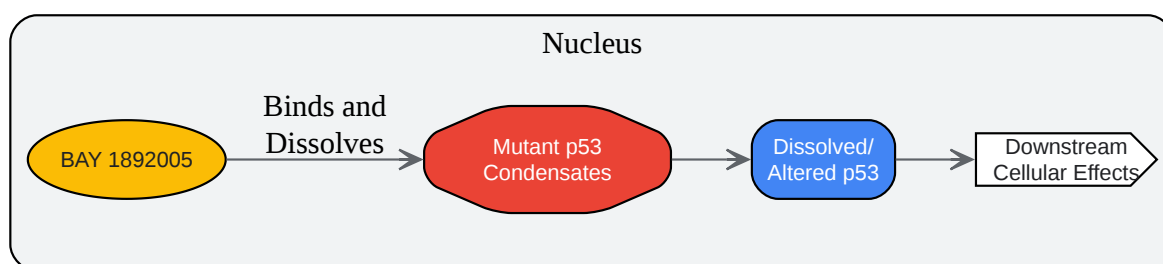 Nucleus
BAY 1892005
Binds and
Dissolves
Mutant p53
Condensates
Dissolved/
Altered p53
Downstream
Cellular Effects